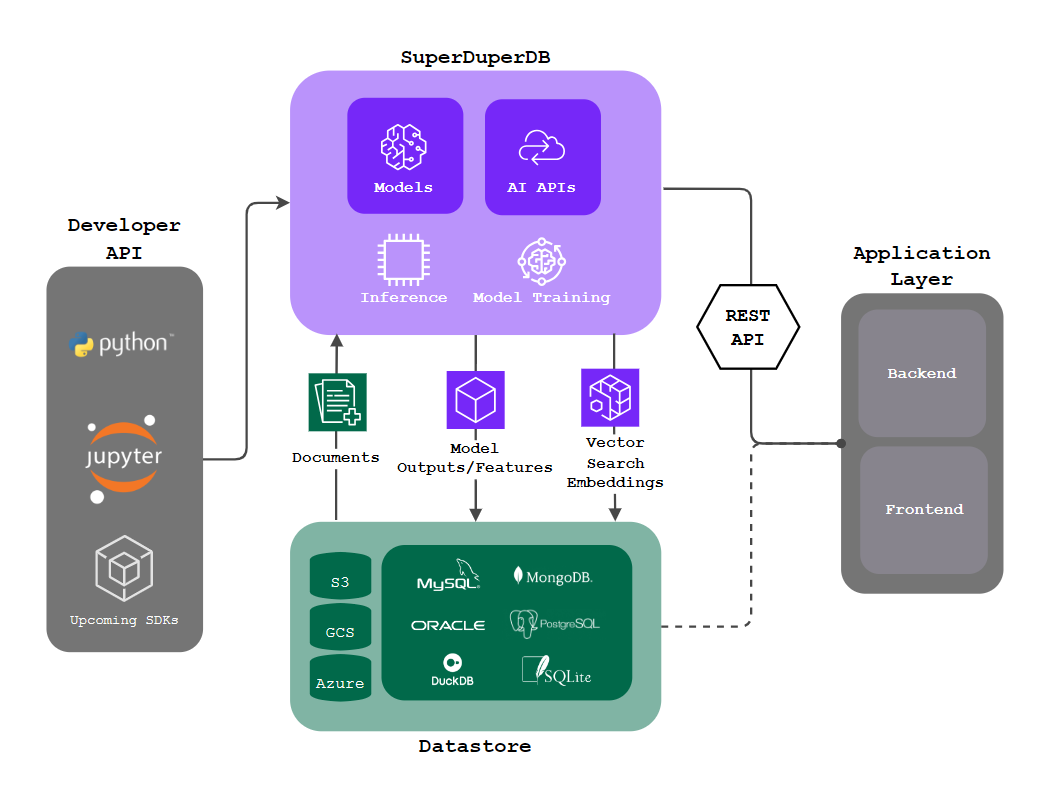 SuperDuperDB
Models
AI APIs
Inference
Model Training
Developer
API
python™
jupyter
Upcoming SDKs
Documents
Model
Outputs/Features
Vector
Search
Embeddings
REST
API
Application
Layer
Backend
Frontend
S3
GCS
Azure
MySQL®
MongoDB.
ORACLE
PostgreSQL
DuckDB
SQLite
Datastore